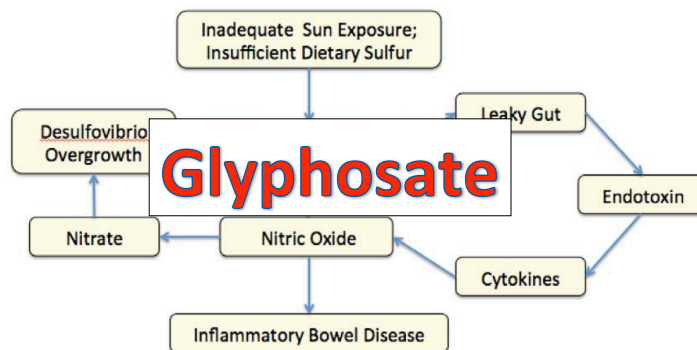 Inadequate Sun Exposure;
Insufficient Dietary Sulfur
Leaky Gut
Desulfovibrio
Overgrowth
Glyphosate
Endotoxin
Nitrate
Nitric Oxide
Cytokines
Inflammatory Bowel Disease